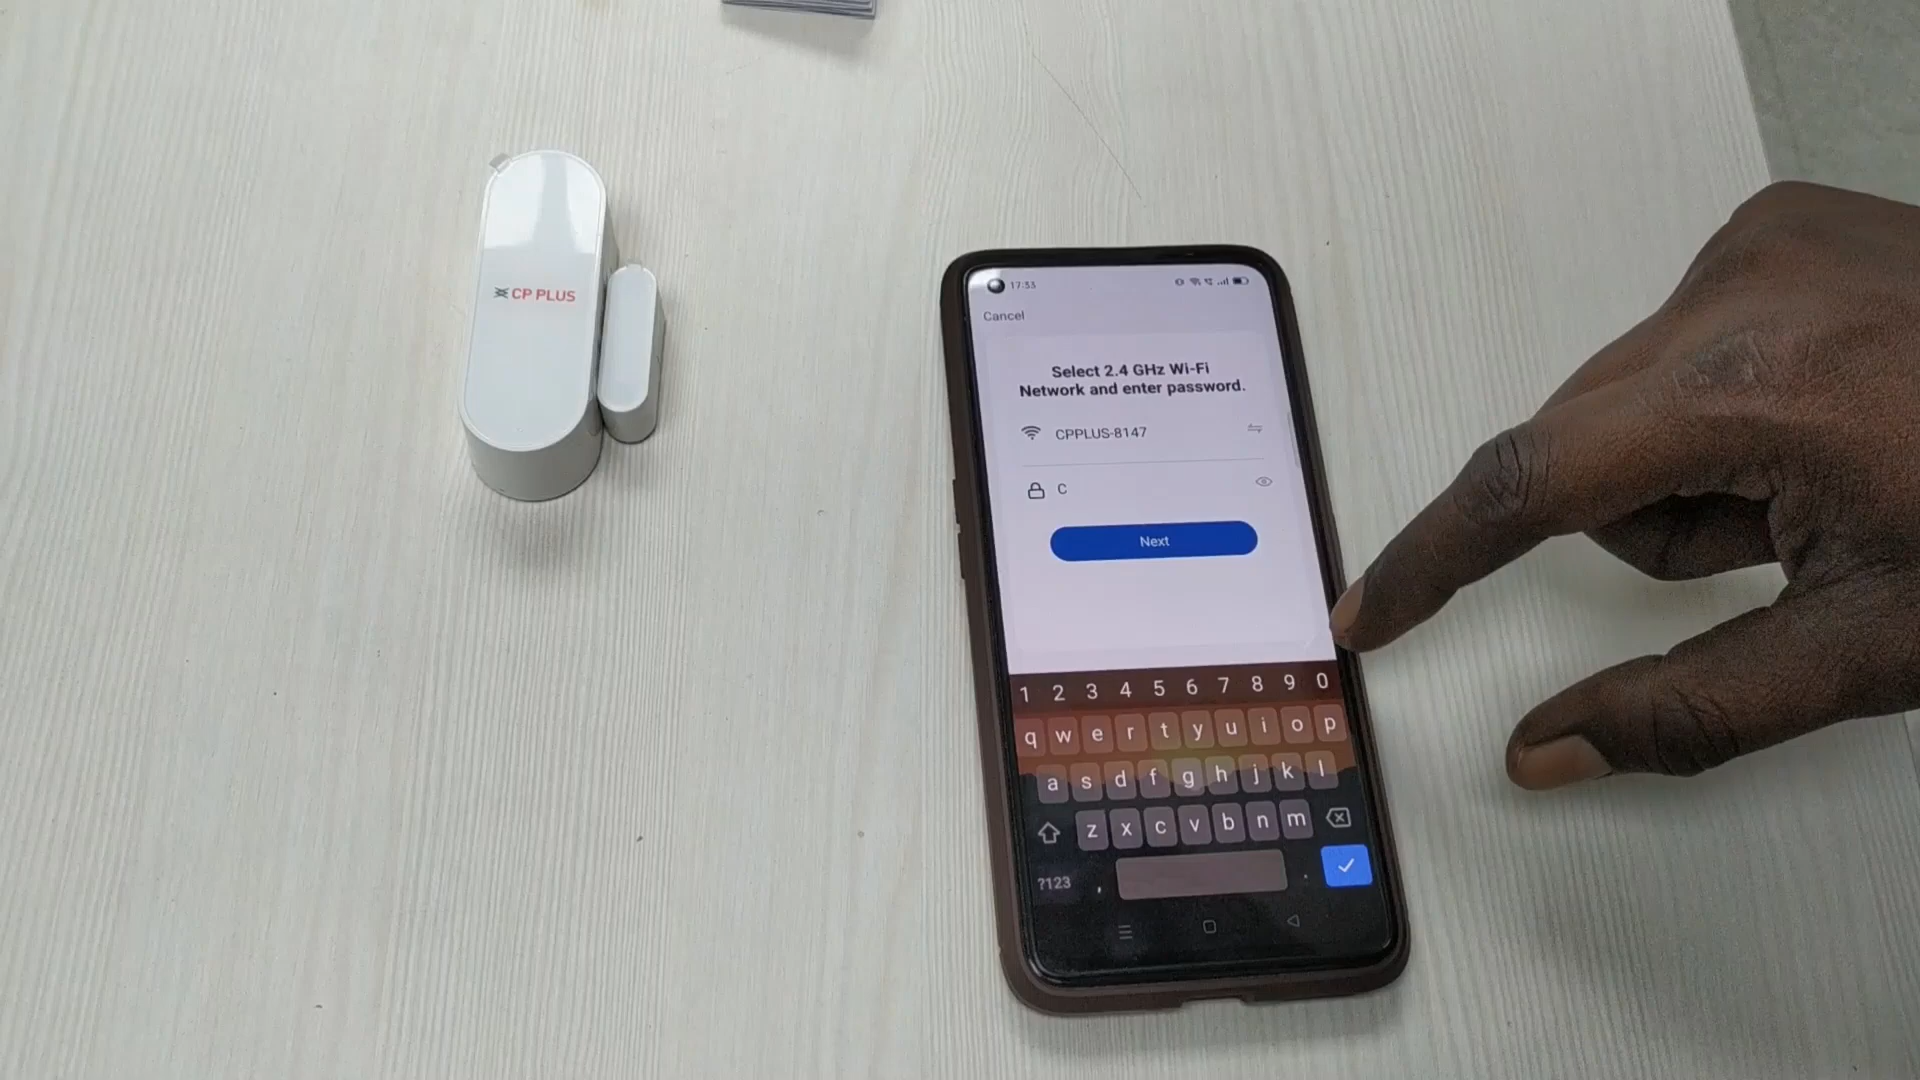 CP PLUS
17:33
Cancel
Select 2.4 GHz Wi-Fi
Network and enter password.
CPPLUS-8147
C
Next
1 2 3 4 5 6 7 8 9 0
q w e r t y u i o p
a s d f g h j k l
z x c v b n m
?123 , .